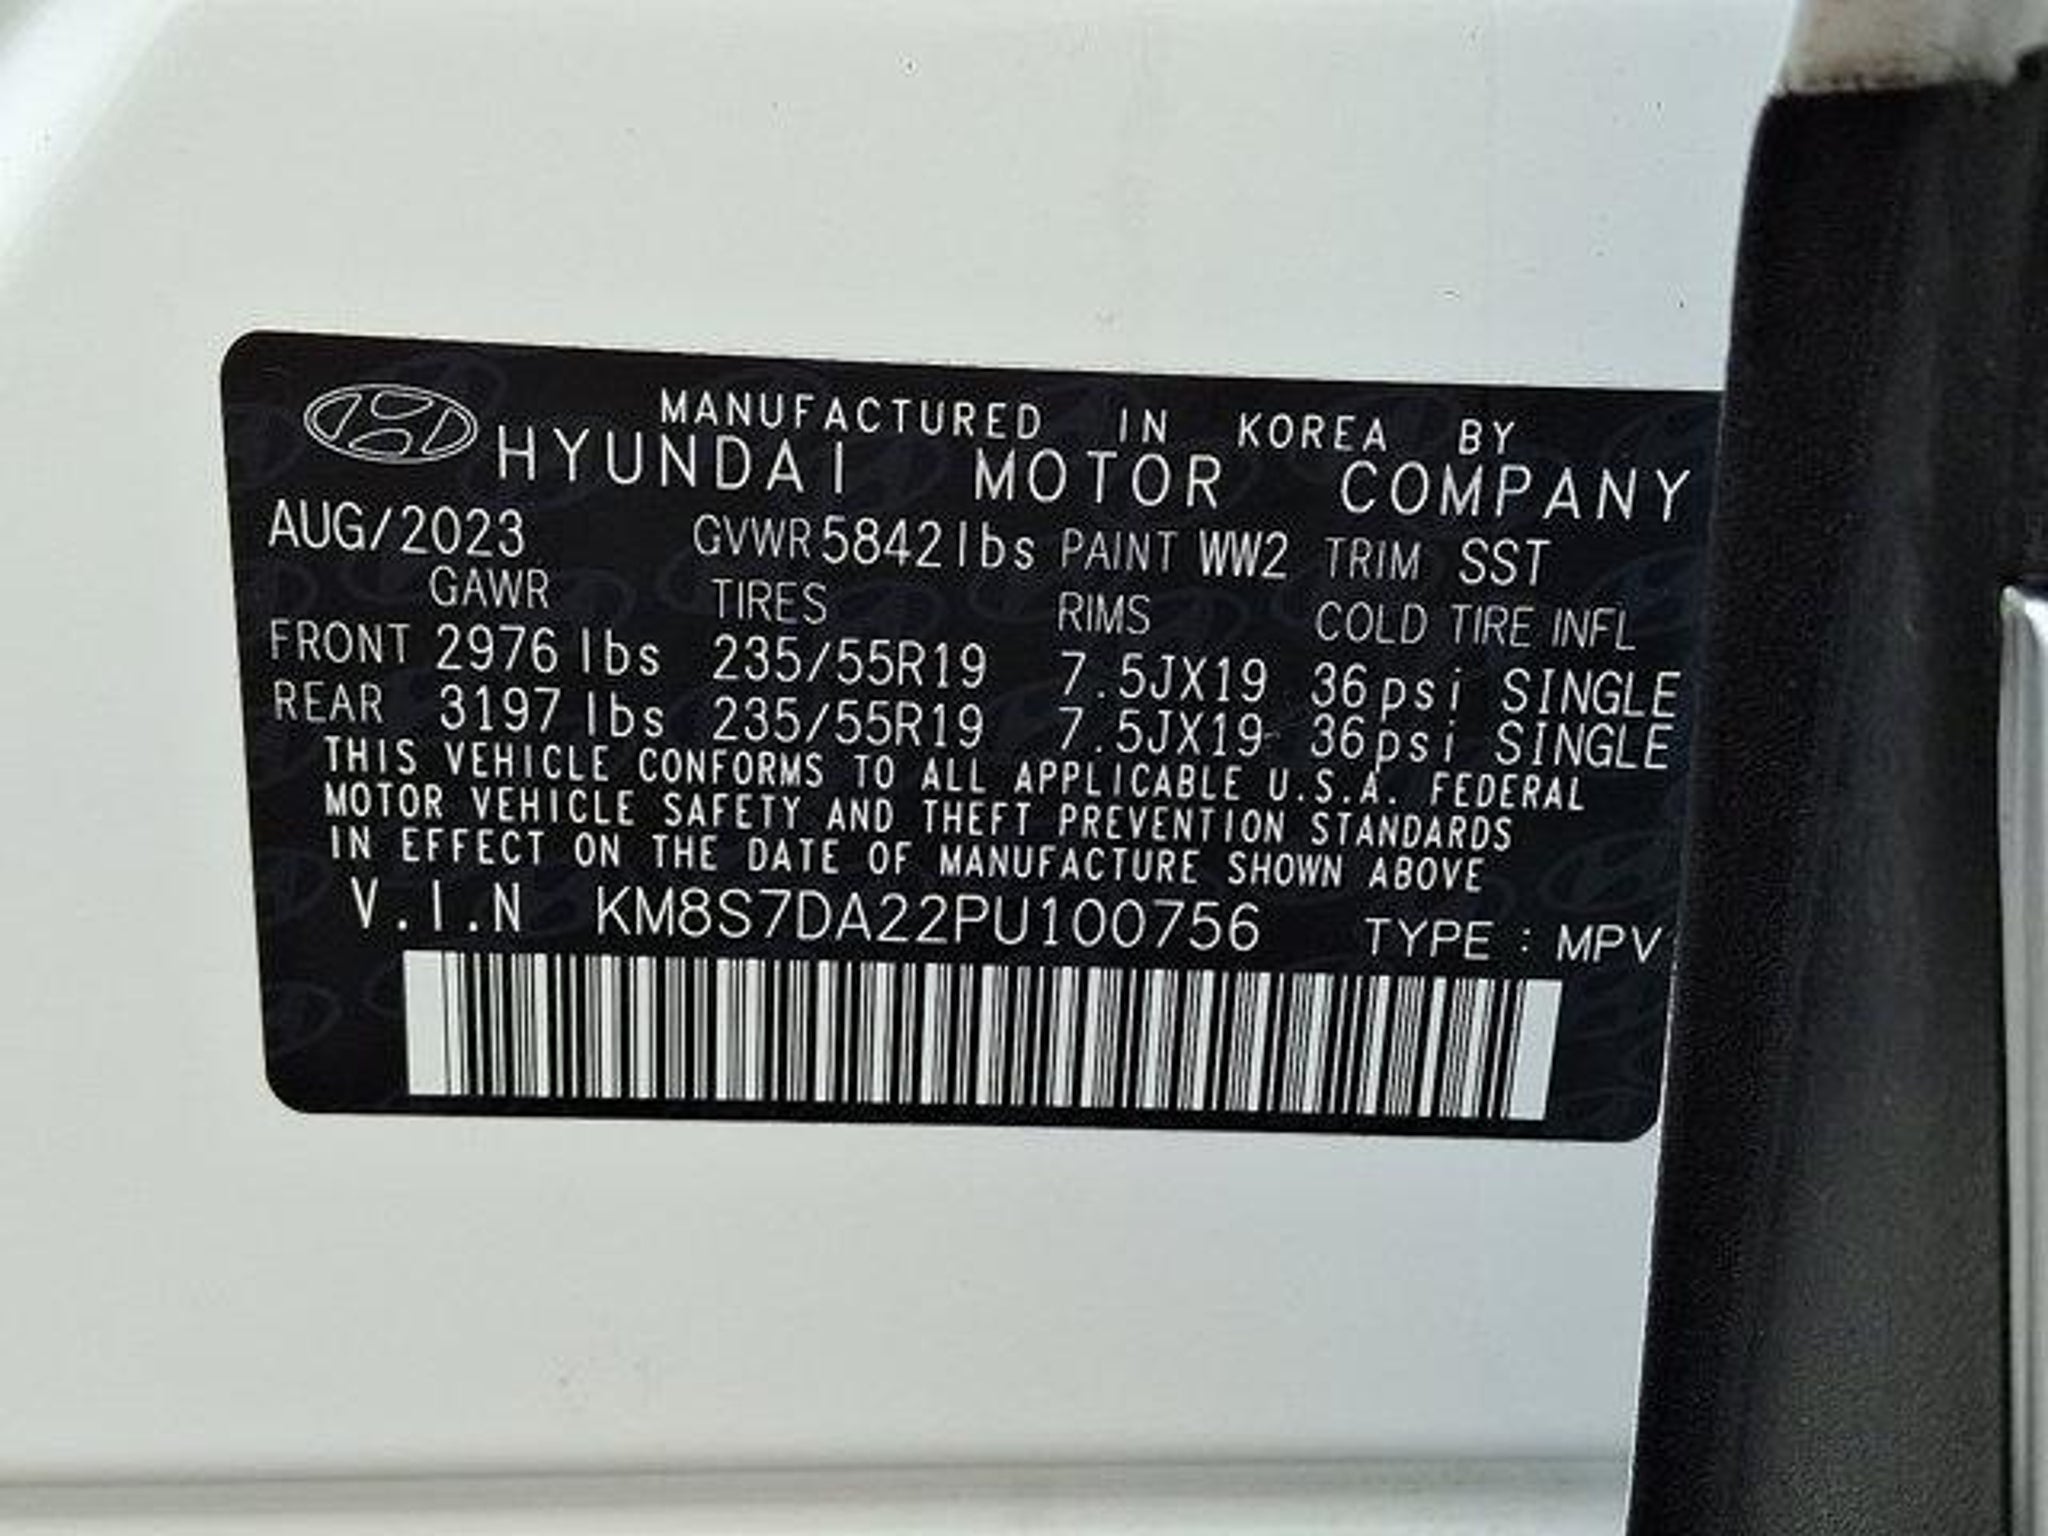 MANUFACTURED IN KOREA BY
HYUNDAI MOTOR COMPANY
AUG/2023 GVWR 5842lbs PAINT WW2 TRIM SST
GAWR TIRES RIMS COLD TIRE INFL
FRONT 2976 lbs 235/55R19 7.5JX19 36psi SINGLE
REAR 3197 lbs 235/55R19 7.5JX19 36psi SINGLE
THIS VEHICLE CONFORMS TO ALL APPLICABLE U.S.A. FEDERAL
MOTOR VEHICLE SAFETY AND THEFT PREVENTION STANDARDS
IN EFFECT ON THE DATE OF MANUFACTURE SHOWN ABOVE
V.I.N KM8S7DA22PU100756 TYPE : MPV